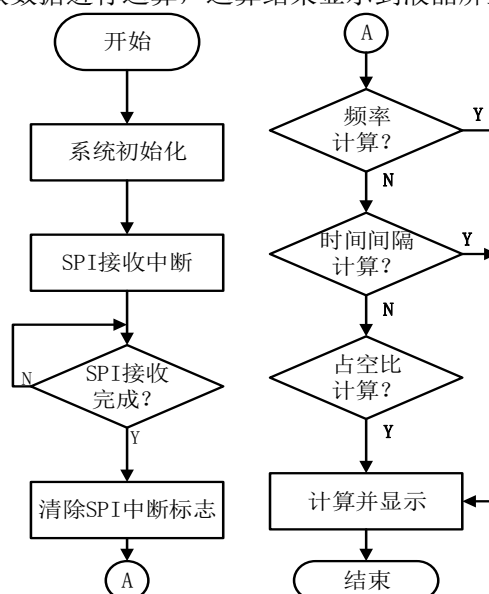 开始
系统初始化
SPI接收中断
SPI接收
完成?
N
Y
清除SPI中断标志
A
A
频率
计算?
Y
N
时间间隔
计算?
Y
N
占空比
计算?
Y
计算并显示
结束